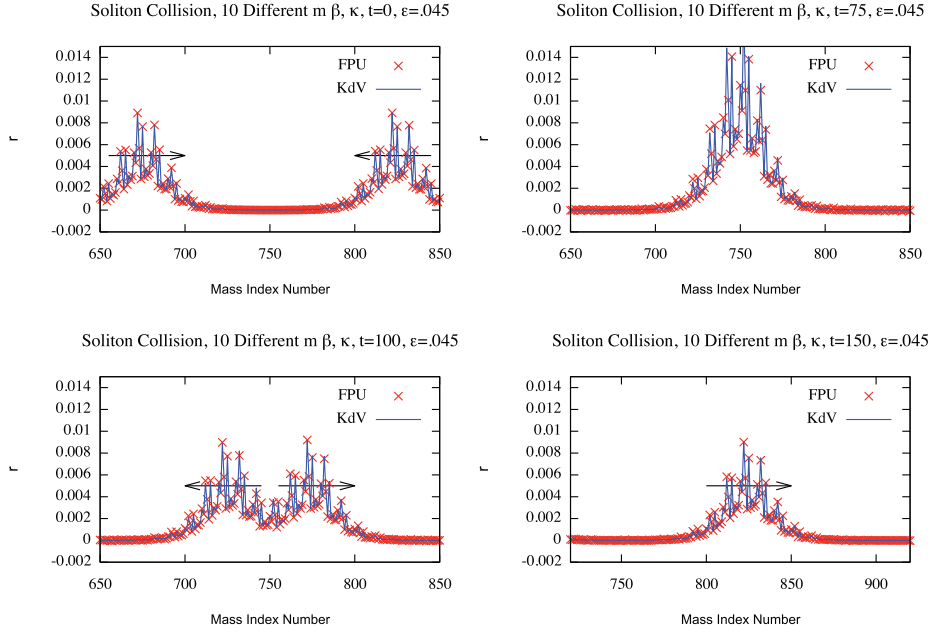 Soliton Collision, 10 Different m β, κ, t=0, ε=.045
0.014
0.012
0.01
0.008
0.006
0.004
0.002
0
-0.002
r
FPU
KdV
650
700
750
800
850
Mass Index Number
Soliton Collision, 10 Different m β, κ, t=75, ε=.045
0.014
0.012
0.01
0.008
0.006
0.004
0.002
0
-0.002
r
FPU
KdV
650
700
750
800
850
Mass Index Number
Soliton Collision, 10 Different m β, κ, t=100, ε=.045
0.014
0.012
0.01
0.008
0.006
0.004
0.002
0
-0.002
r
FPU
KdV
650
700
750
800
850
Mass Index Number
Soliton Collision, 10 Different m β, κ, t=150, ε=.045
0.014
0.012
0.01
0.008
0.006
0.004
0.002
0
-0.002
r
FPU
KdV
750
800
850
900
Mass Index Number